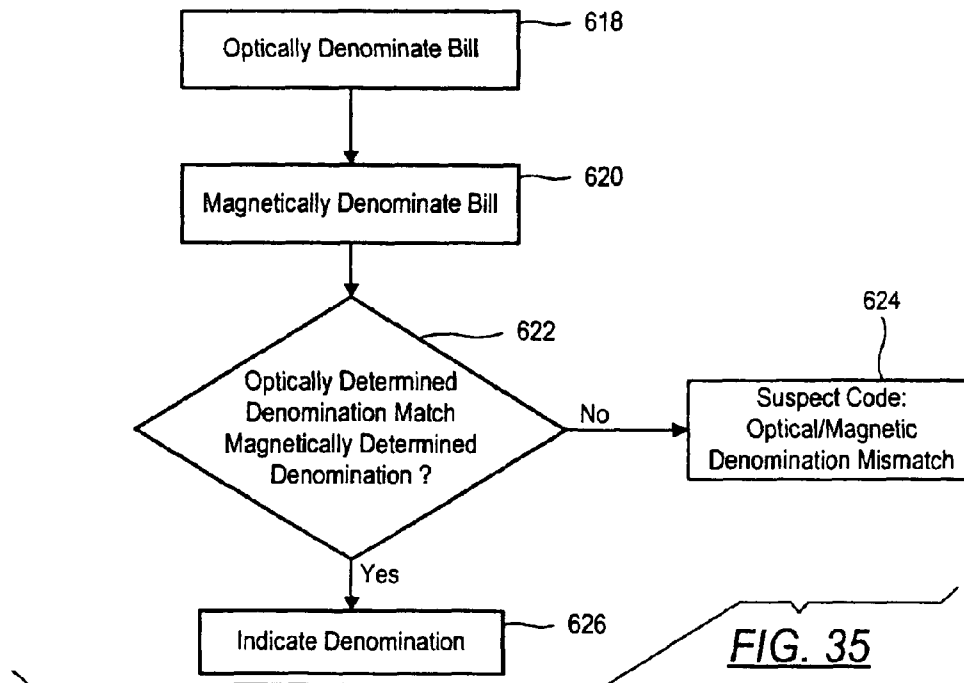 Optically Denominate Bill
618
Magnetically Denominate Bill
620
622
Optically Determined
Denomination Match
Magnetically Determined
Denomination ?
No
624
Suspect Code:
Optical/Magnetic
Denomination Mismatch
Yes
Indicate Denomination
626
FIG. 35